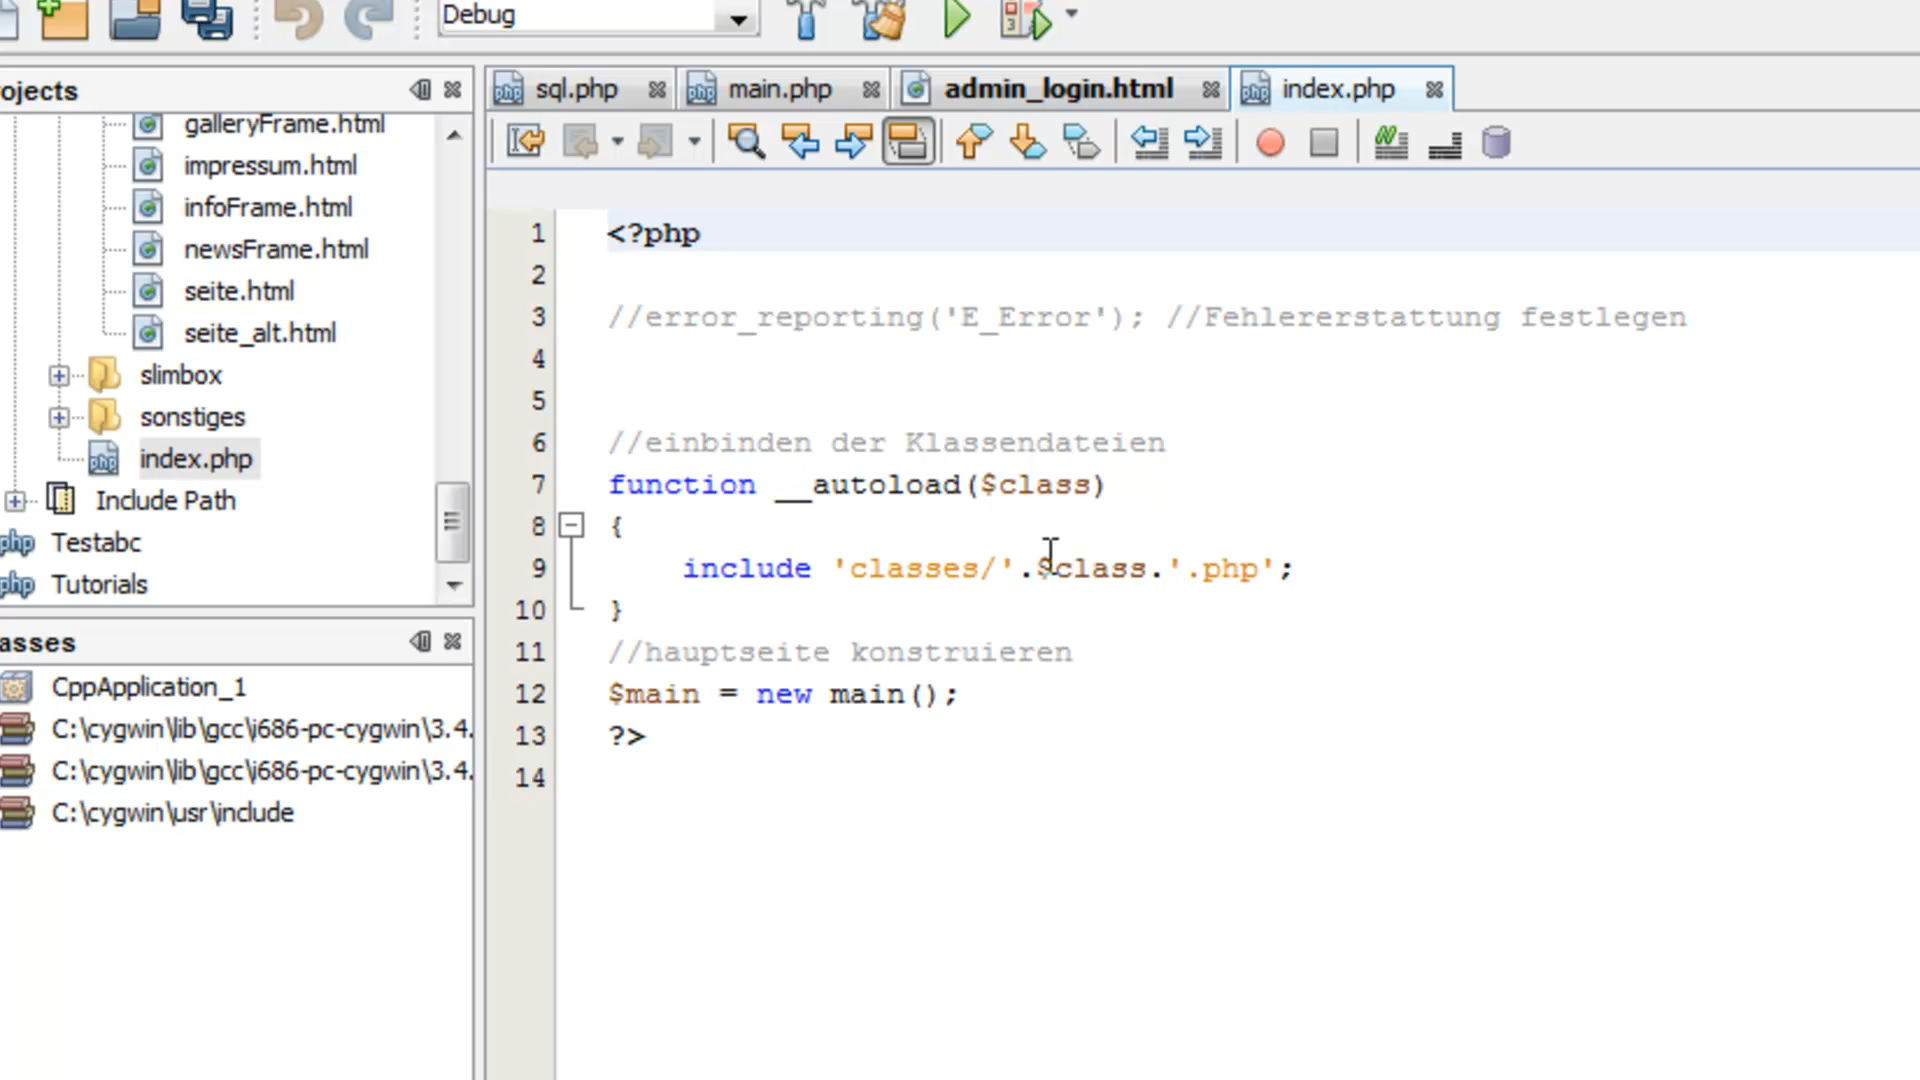 Debug
ojects
galleryFrame.html
impressum.html
infoFrame.html
newsFrame.html
seite.html
seite_alt.html
slimbox
sonstiges
index.php
Include Path
Testabc
Tutorials
asses
CppApplication_1
C:\cygwin\lib\gcc\i686-pc-cygwin\3.4.
C:\cygwin\lib\gcc\i686-pc-cygwin\3.4.
C:\cygwin\usr\include
sql.php main.php admin_login.html index.php
1 <?php
2
3 //error_reporting('E_Error'); //Fehlererstattung festlegen
4
5
6 //einbinden der Klassendateien
7 function __autoload($class)
8 {
9 include 'classes/'.$class.'.php';
10 }
11 //hauptseite konstruieren
12 $main = new main();
13 ?>
14